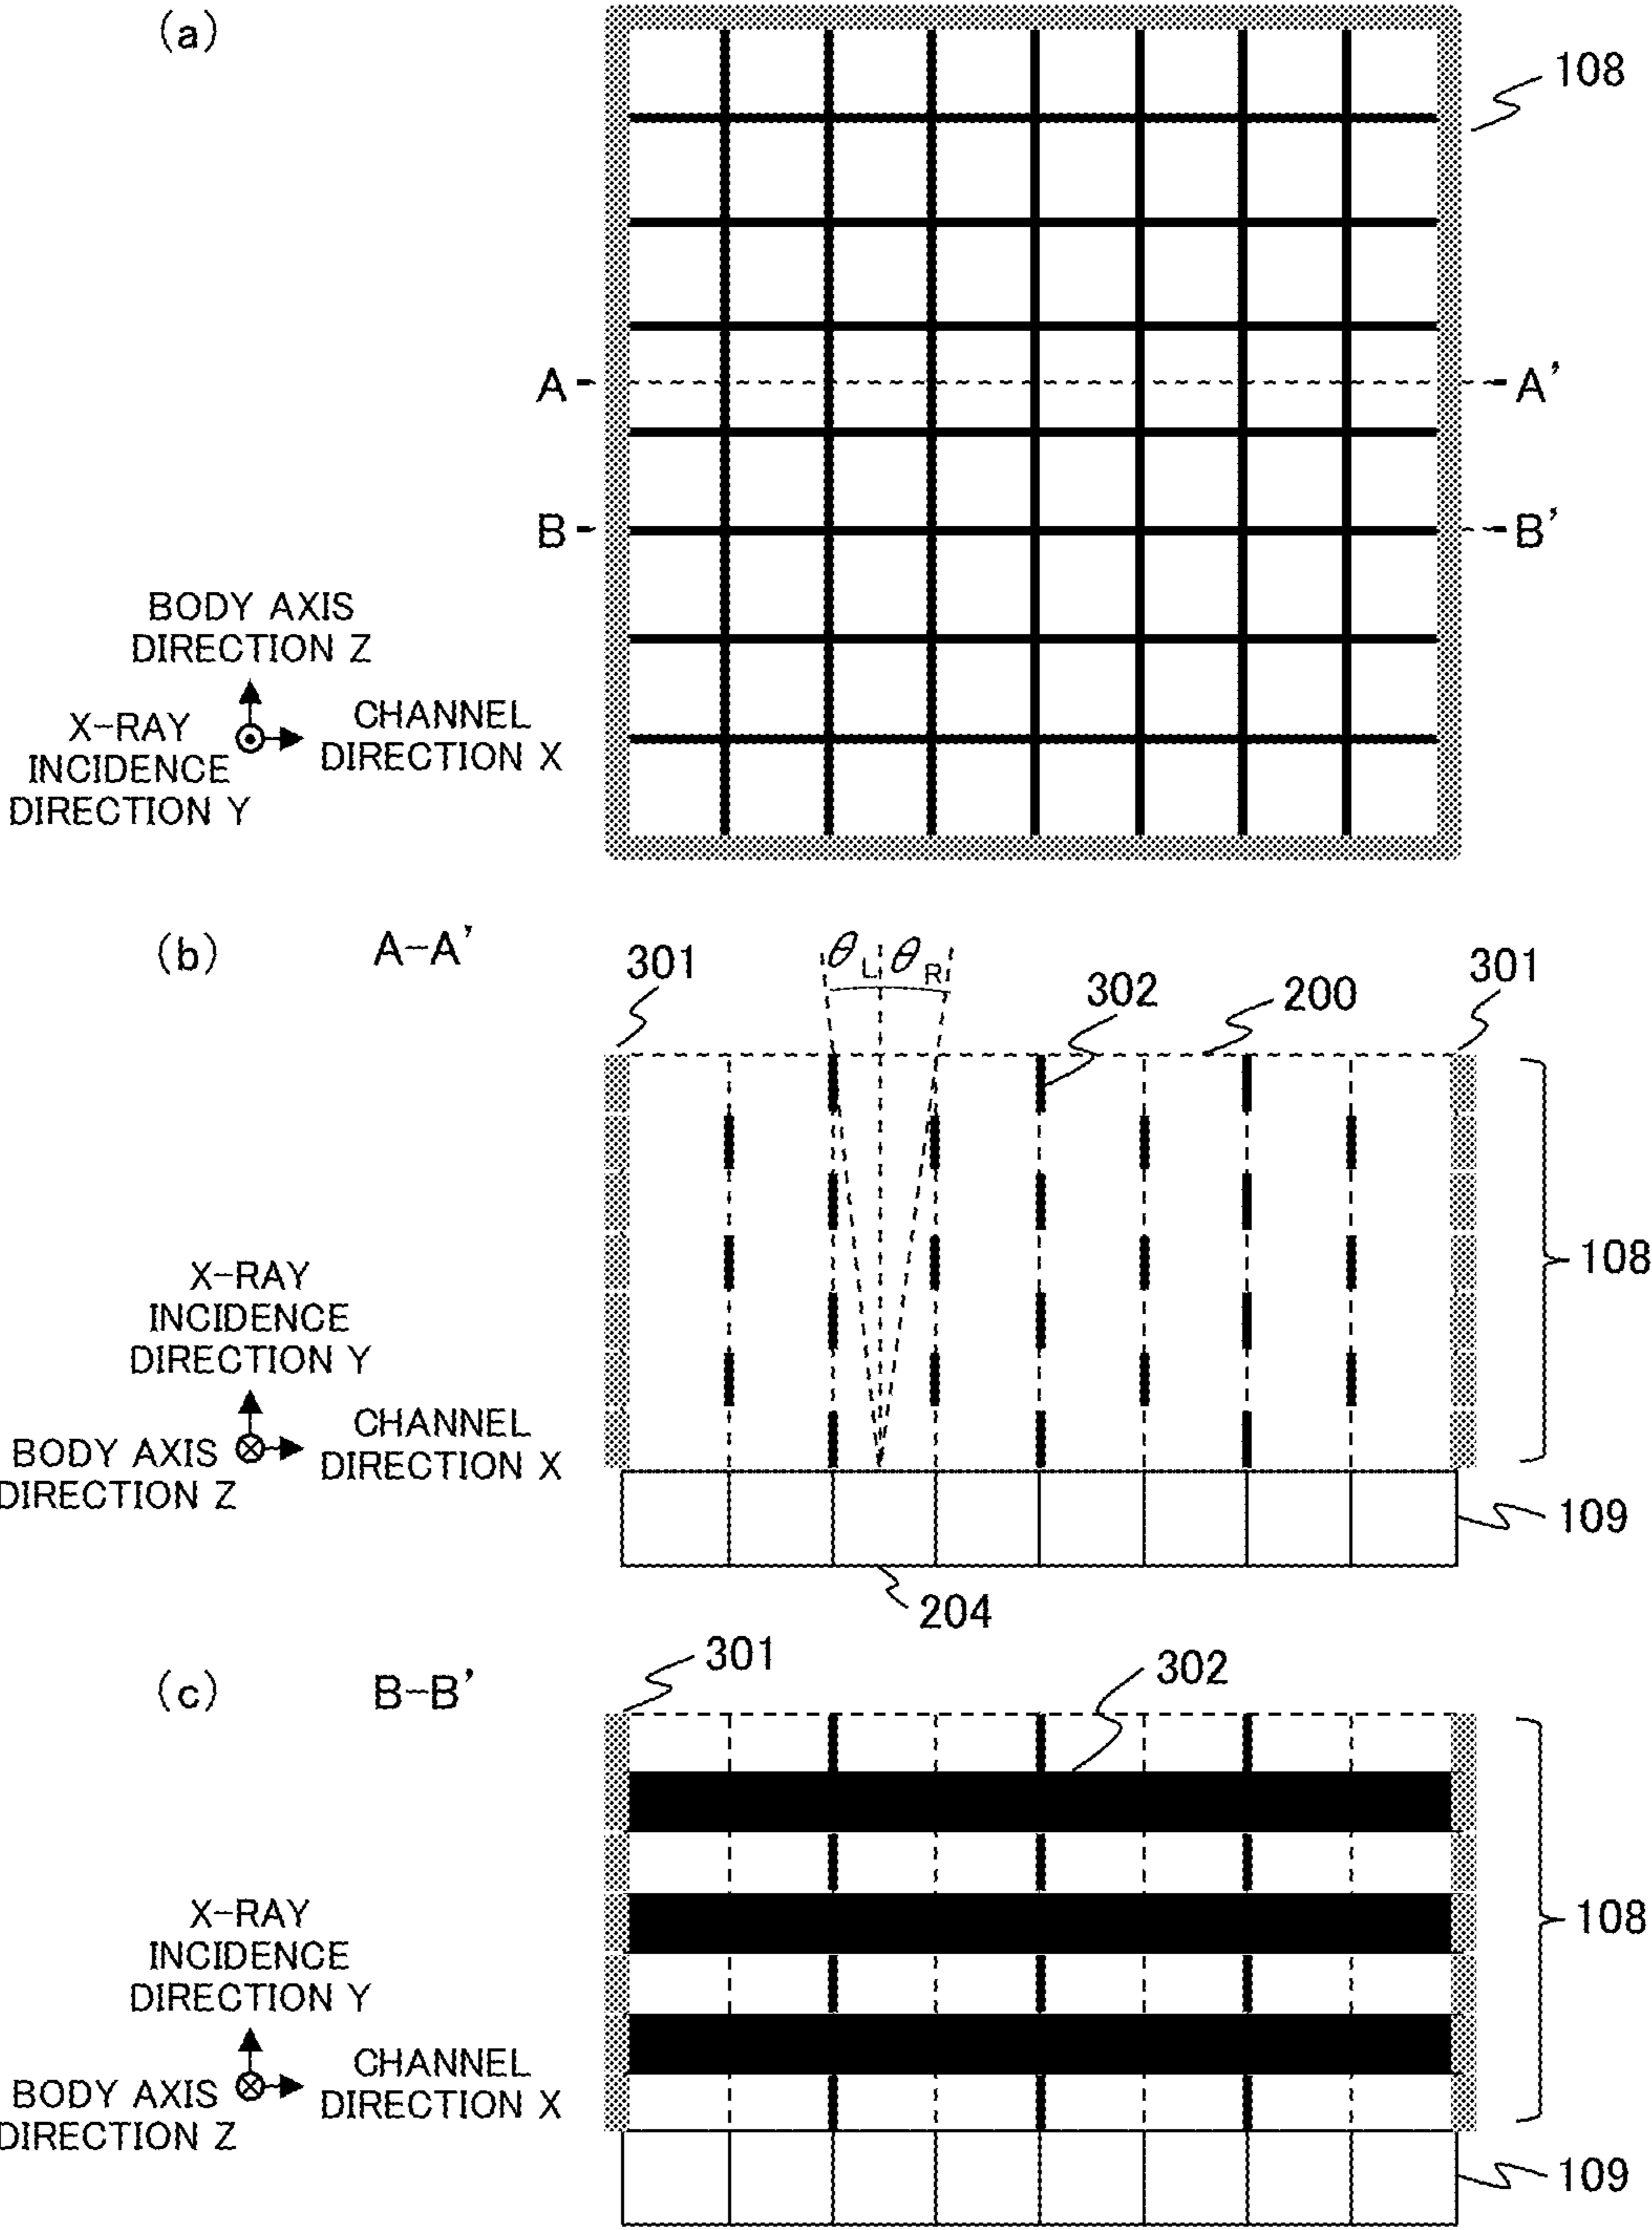 (a)
108
A
A'
B
B'
BODY AXIS
DIRECTION Z
X-RAY
INCIDENCE
DIRECTION Y
CHANNEL
DIRECTION X
(b)
A-A'
301
θL
θR
302
200
301
108
X-RAY
INCIDENCE
DIRECTION Y
BODY AXIS
DIRECTION Z
CHANNEL
DIRECTION X
109
204
(c)
B-B'
301
302
108
X-RAY
INCIDENCE
DIRECTION Y
BODY AXIS
DIRECTION Z
CHANNEL
DIRECTION X
109